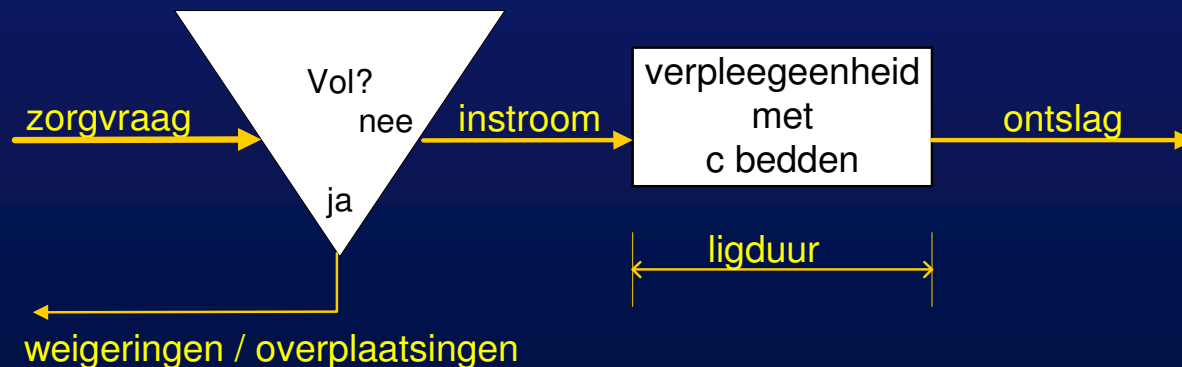 Vol?
nee
ja
zorgvraag
instroom
verpleegeenheid
met
c bedden
ontslag
ligduur
weigeringen / overplaatsingen